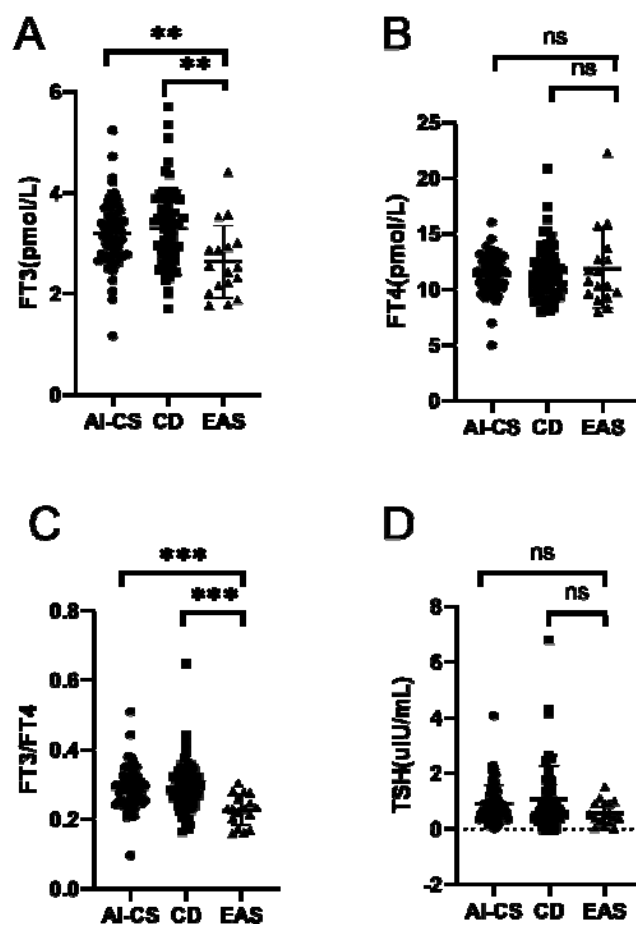 A
**
**
6
4
2
0
FT3(pmol/L)
AI-CS CD EAS
B
ns
ns
25
20
15
10
5
0
FT4(pmol/L)
AI-CS CD EAS
C
***
***
0.8
0.6
0.4
0.2
0.0
FT3/FT4
AI-CS CD EAS
D
ns
ns
8
6
4
2
0
-2
TSH(uIU/mL)
AI-CS CD EAS